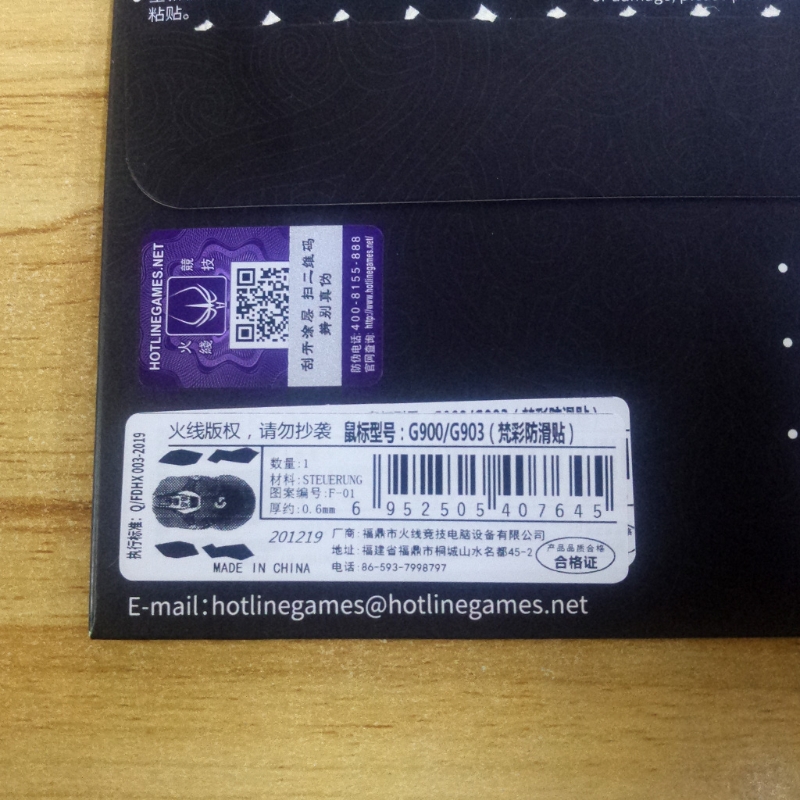 粘贴。
HOTLINEGAMES.NET
火线
競技
刮开涂层 扫二维码
辨别真伪
防伪电话:400-8155-888
官网查询: http://www.hotlinegames.net/
火线版权，请勿抄袭 鼠标型号：G900/G903（梵彩防滑贴）
执行标准：Q/FDHX 003-2019
数量:1
材料:STEUERUNG
图案编号:F-01
厚约:0.6mm
6 952505 407645
201219
MADE IN CHINA
厂商:福鼎市火线竞技电脑设备有限公司
地址:福建省福鼎市桐城山水名都45-2
电话:86-593-7998797
产品品质合格
合格证
E-mail:hotlinegames@hotlinegames.net